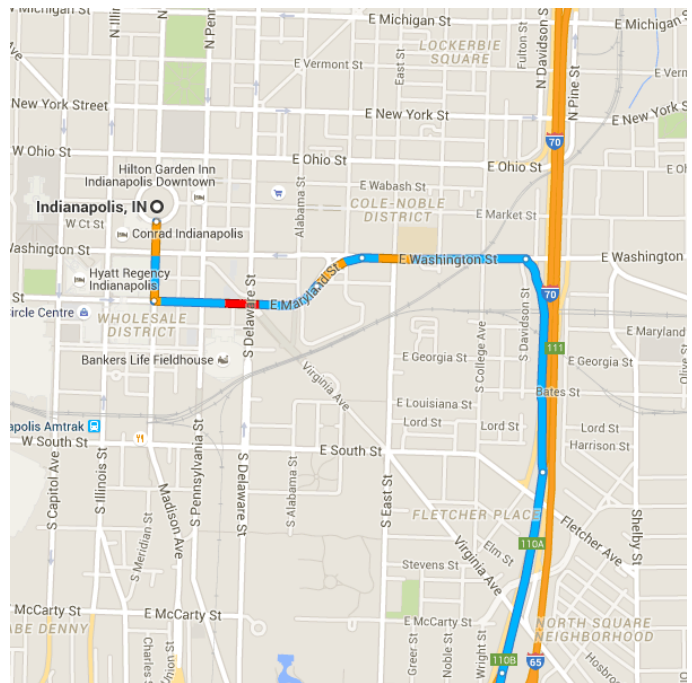 E Michigan St
E Michigan St
N Illinois St
N Penn
LOCKERBIE
SQUARE
Fulton St
N Davidson St
N Pine St
East St
E Vermont St
E Verm
New York Street
E New York St
E New York
W Ohio St
E Ohio St
70
E Ohio St
Hilton Garden Inn
Indianapolis Downtown
Indianapolis, IN
E Wabash St
COLE-NOBLE
DISTRICT
E Market St
Alabama St
W Ct St
Conrad Indianapolis
Washington St
E Washington St
E Washington
Hyatt Regency
Indianapolis
E Maryland St
70
ircle Centre
WHOLESALE
DISTRICT
S Delaware St
S Davidson St
S College Ave
E Maryland
111
Bankers Life Fieldhouse
E Georgia St
E Georgia St
Olive St
Virginia Ave
Bates St
E Louisiana St
Lord St
Lord St
Lord St
Harrison St
apolis Amtrak
W South St
E South St
S Capitol Ave
S Illinois St
S Meridian St
Madison Ave
S Pennsylvania St
S Delaware St
S Alabama St
S East St
FLETCHER PLACE
Fletcher Ave
Shelby St
110A
Virginia Ave
Elm St
Stevens St
McCarty St
E McCarty St
E McCarty St
ABE DENNY
Charles S
Union St
Greer St
Noble St
Wright St
NORTH SQUARE
NEIGHBORHOOD
110B
65
Hosbro